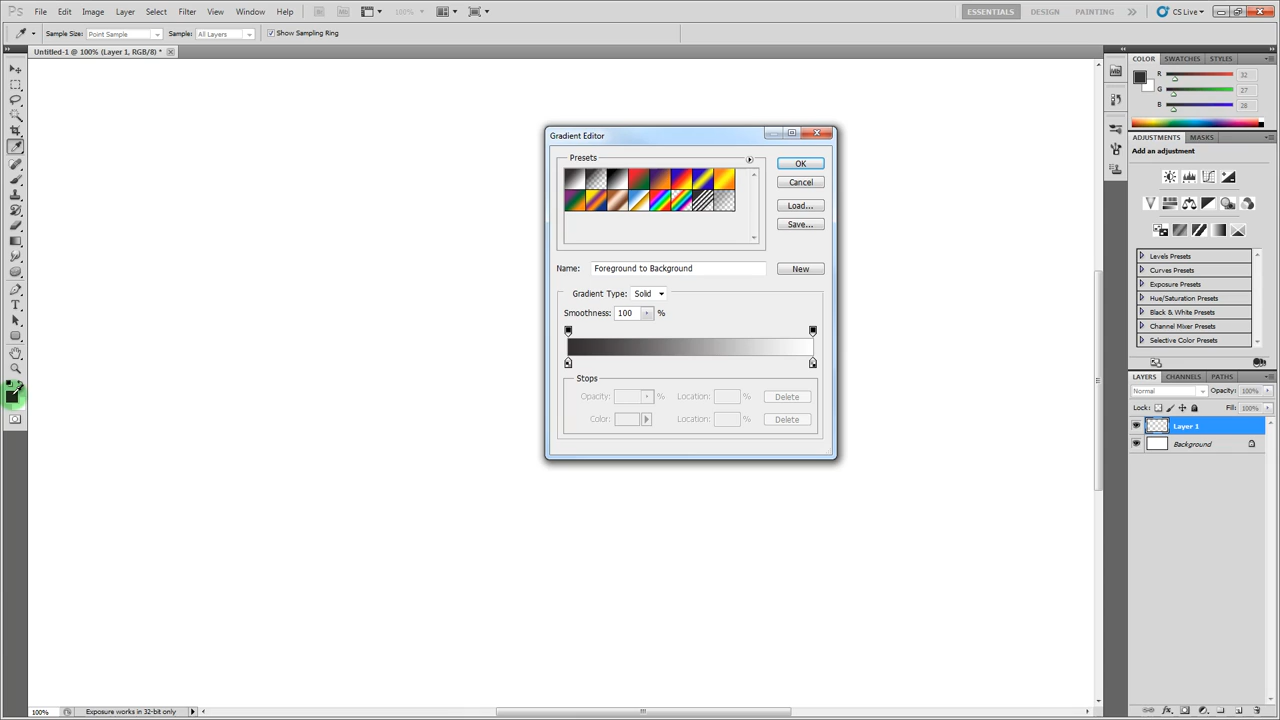 Ps File Edit Image Layer Select Filter View Window Help 100% ESSENTIALS DESIGN PAINTING CS Live
Sample Size: Point Sample Sample: All Layers Show Sampling Ring
Untitled-1 @ 100% (Layer 1, RGB/8) *
COLOR SWATCHES STYLES
R 32
G 27
B 28
ADJUSTMENTS MASKS
Add an adjustment
Levels Presets
Curves Presets
Exposure Presets
Hue/Saturation Presets
Black & White Presets
Channel Mixer Presets
Selective Color Presets
LAYERS CHANNELS PATHS
Normal Opacity: 100%
Lock: Fill: 100%
Layer 1
Background
Gradient Editor
Presets
OK
Cancel
Load...
Save...
Name: Foreground to Background New
Gradient Type: Solid
Smoothness: 100 %
Stops
Opacity: % Location: % Delete
Color: Location: % Delete
100% Exposure works in 32-bit only